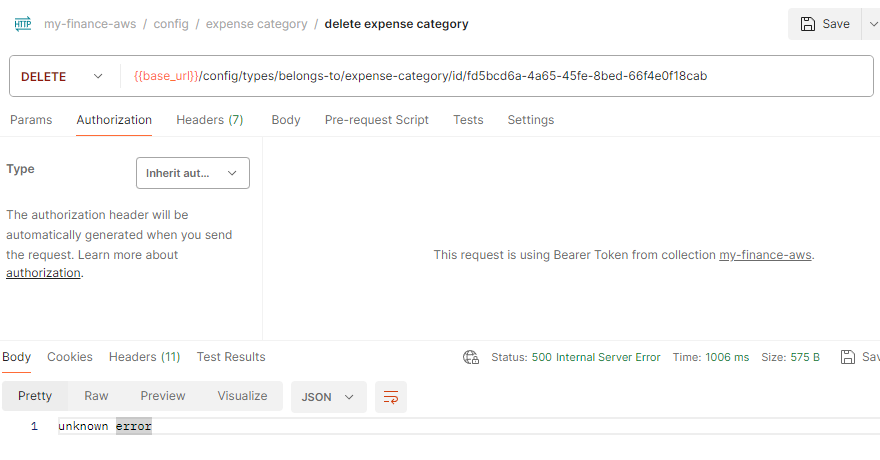 HTTP my-finance-aws / config / expense category / delete expense category Save
DELETE {{base_url}}/config/types/belongs-to/expense-category/id/fd5bcd6a-4a65-45fe-8bed-66f4e0f18cab
Params Authorization Headers (7) Body Pre-request Script Tests Settings
Type Inherit aut...
The authorization header will be
automatically generated when you send
the request. Learn more about
authorization.
This request is using Bearer Token from collection my-finance-aws.
Body Cookies Headers (11) Test Results Status: 500 Internal Server Error Time: 1006 ms Size: 575 B Sav
Pretty Raw Preview Visualize JSON
1 unknown error